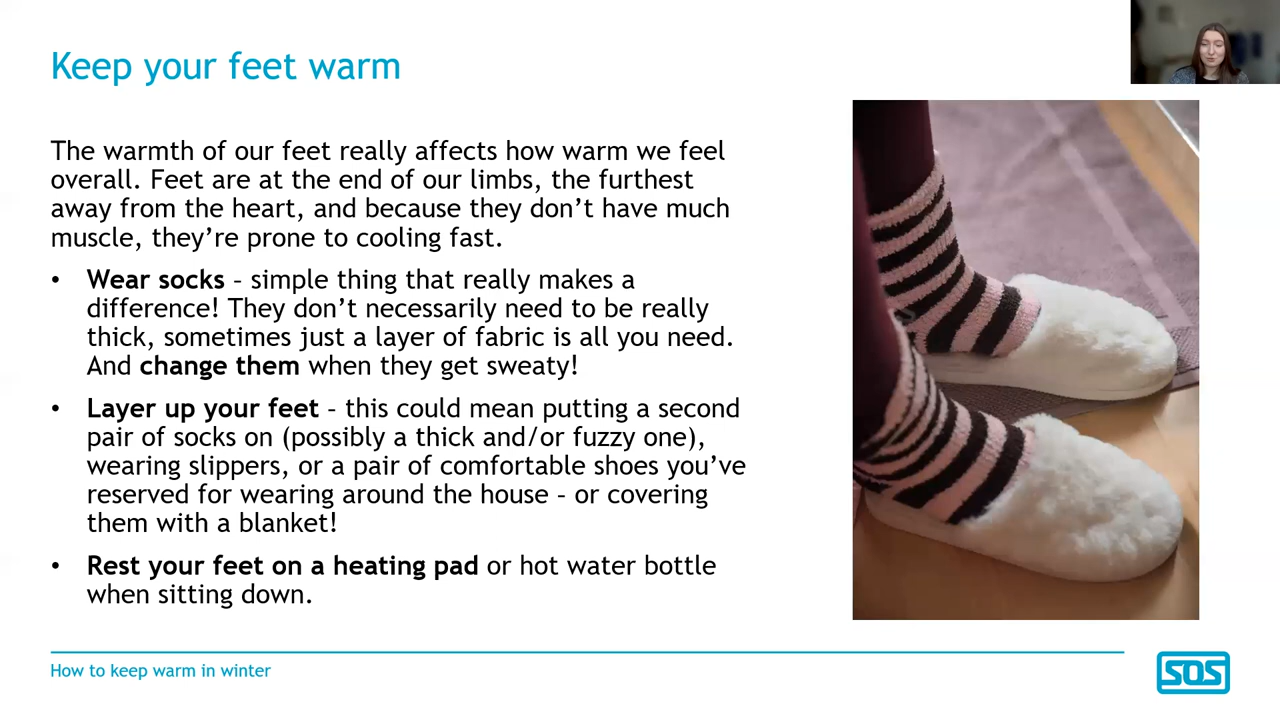 Keep your feet warm
The warmth of our feet really affects how warm we feel
overall. Feet are at the end of our limbs, the furthest
away from the heart, and because they don’t have much
muscle, they’re prone to cooling fast.
• Wear socks – simple thing that really makes a
difference! They don’t necessarily need to be really
thick, sometimes just a layer of fabric is all you need.
And change them when they get sweaty!
• Layer up your feet – this could mean putting a second
pair of socks on (possibly a thick and/or fuzzy one),
wearing slippers, or a pair of comfortable shoes you’ve
reserved for wearing around the house – or covering
them with a blanket!
• Rest your feet on a heating pad or hot water bottle
when sitting down.
How to keep warm in winter
SOS